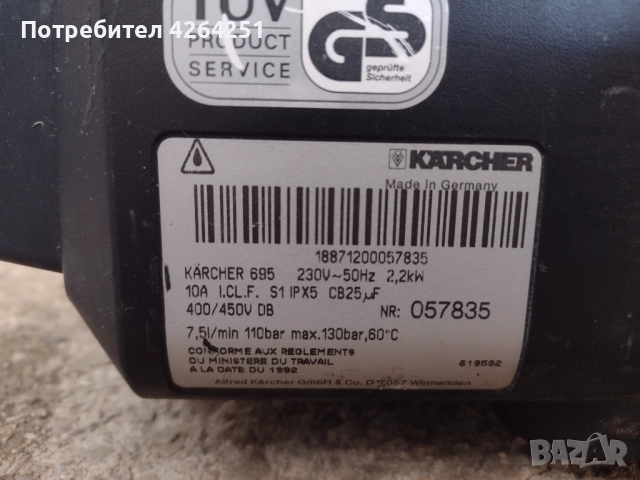 Потребител 4264251
TÜV
PRODUCT
SERVICE
GS
geprüfte
Sicherheit
KÄRCHER
Made in Germany
18871200057835
KÄRCHER 695 230V~50Hz 2,2kW
10A I.CL.F. S1 IPX5 CB25µF
400/450V DB NR: 057835
7,5l/min 110bar max.130bar,60°C
CONFORME AUX REGLEMENTS
DU MINISTERE DU TRAVAIL
A LA DATE DU 1992
619592
Alfred Kärcher GmbH & Co. Winnenden
BAZAR